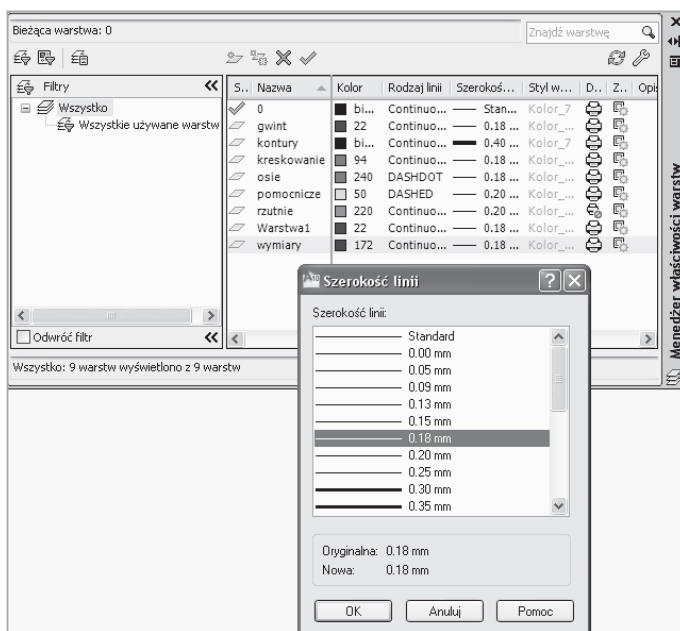 Bieżąca warstwa: 0
Znajdź warstwę
Filtry
Wszystko
Wszystkie używane warstw
S.. Nazwa Kolor Rodzaj linii Szerokoś... Styl w... D.. Z.. Opis
0 bi... Continuo... Stan... Kolor_7
gwint 22 Continuo... 0.18 ... Kolor_...
kontury bi... Continuo... 0.40 ... Kolor_7
kreskowanie 94 Continuo... 0.18 ... Kolor_...
osie 240 DASHDOT 0.18 ... Kolor_...
pomocnicze 50 DASHED 0.20 ... Kolor_...
rzutnie 220 Continuo... 0.20 ... Kolor_...
Warstwa1 22 Continuo... 0.18 ... Kolor_...
wymiary 172 Continuo... 0.18 ... Kolor_...
Odwróć filtr
Wszystko: 9 warstw wyświetlono z 9 warstw
Menedżer właściwości warstw
Szerokość linii
Szerokość linii:
Standard
0.00 mm
0.05 mm
0.09 mm
0.13 mm
0.15 mm
0.18 mm
0.20 mm
0.25 mm
0.30 mm
0.35 mm
Oryginalna: 0.18 mm
Nowa: 0.18 mm
OK Anuluj Pomoc